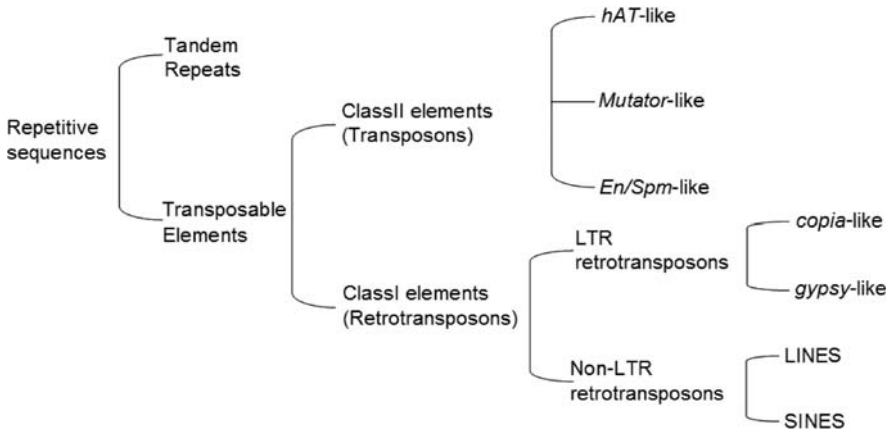 Repetitive
sequences
Tandem
Repeats
Transposable
Elements
ClassII elements
(Transposons)
hAT-like
Mutator-like
En/Spm-like
ClassI elements
(Retrotransposons)
LTR
retrotransposons
copia-like
gypsy-like
Non-LTR
retrotransposons
LINES
SINES